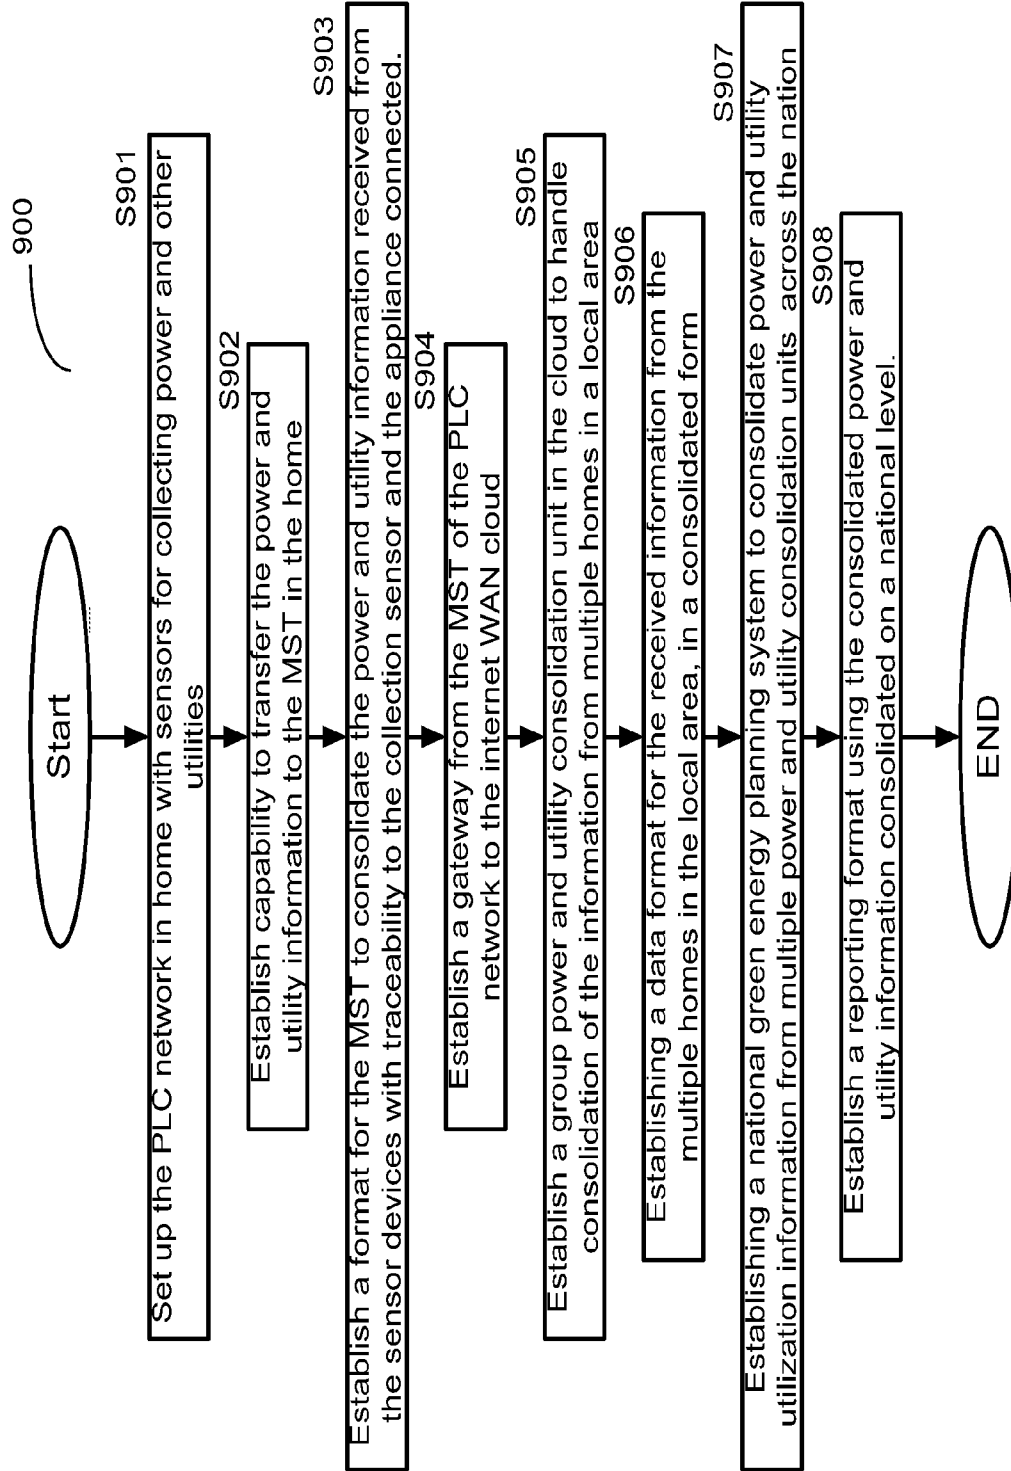 900
Start
S901
Set up the PLC network in home with sensors for collecting power and other
utilities
S902
Establish capability to transfer the power and
utility information to the MST in the home
S903
Establish a format for the MST to consolidate the power and utility information received from
the sensor devices with traceability to the collection sensor and the appliance connected.
S904
Establish a gateway from the MST of the PLC
network to the internet WAN cloud
S905
Establish a group power and utility consolidation unit in the cloud to handle
consolidation of the information from multiple homes in a local area
S906
Establishing a data format for the received information from the
multiple homes in the local area, in a consolidated form
S907
Establishing a national green energy planning system to consolidate power and utility
utilization information from multiple power and utility consolidation units across the nation
S908
Establish a reporting format using the consolidated power and
utility information consolidated on a national level.
END